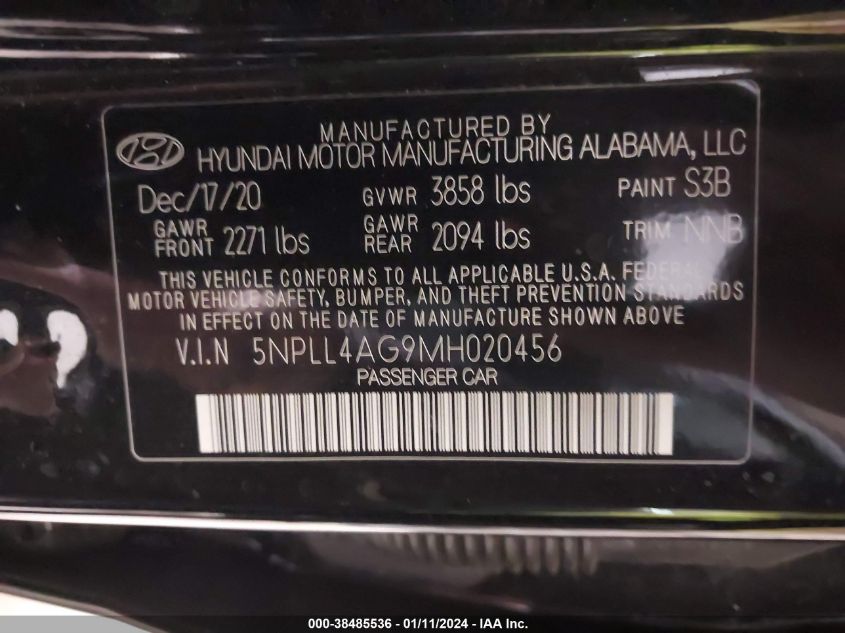 MANUFACTURED BY
HYUNDAI MOTOR MANUFACTURING ALABAMA, LLC
Dec/17/20 GVWR 3858 lbs PAINT S3B
GAWR FRONT 2271 lbs GAWR REAR 2094 lbs TRIM NNB
THIS VEHICLE CONFORMS TO ALL APPLICABLE U.S.A. FEDERAL
MOTOR VEHICLE SAFETY, BUMPER, AND THEFT PREVENTION STANDARDS
IN EFFECT ON THE DATE OF MANUFACTURE SHOWN ABOVE
V.I.N 5NPLL4AG9MH020456
PASSENGER CAR
000-38485536 - 01/11/2024 - IAA Inc.